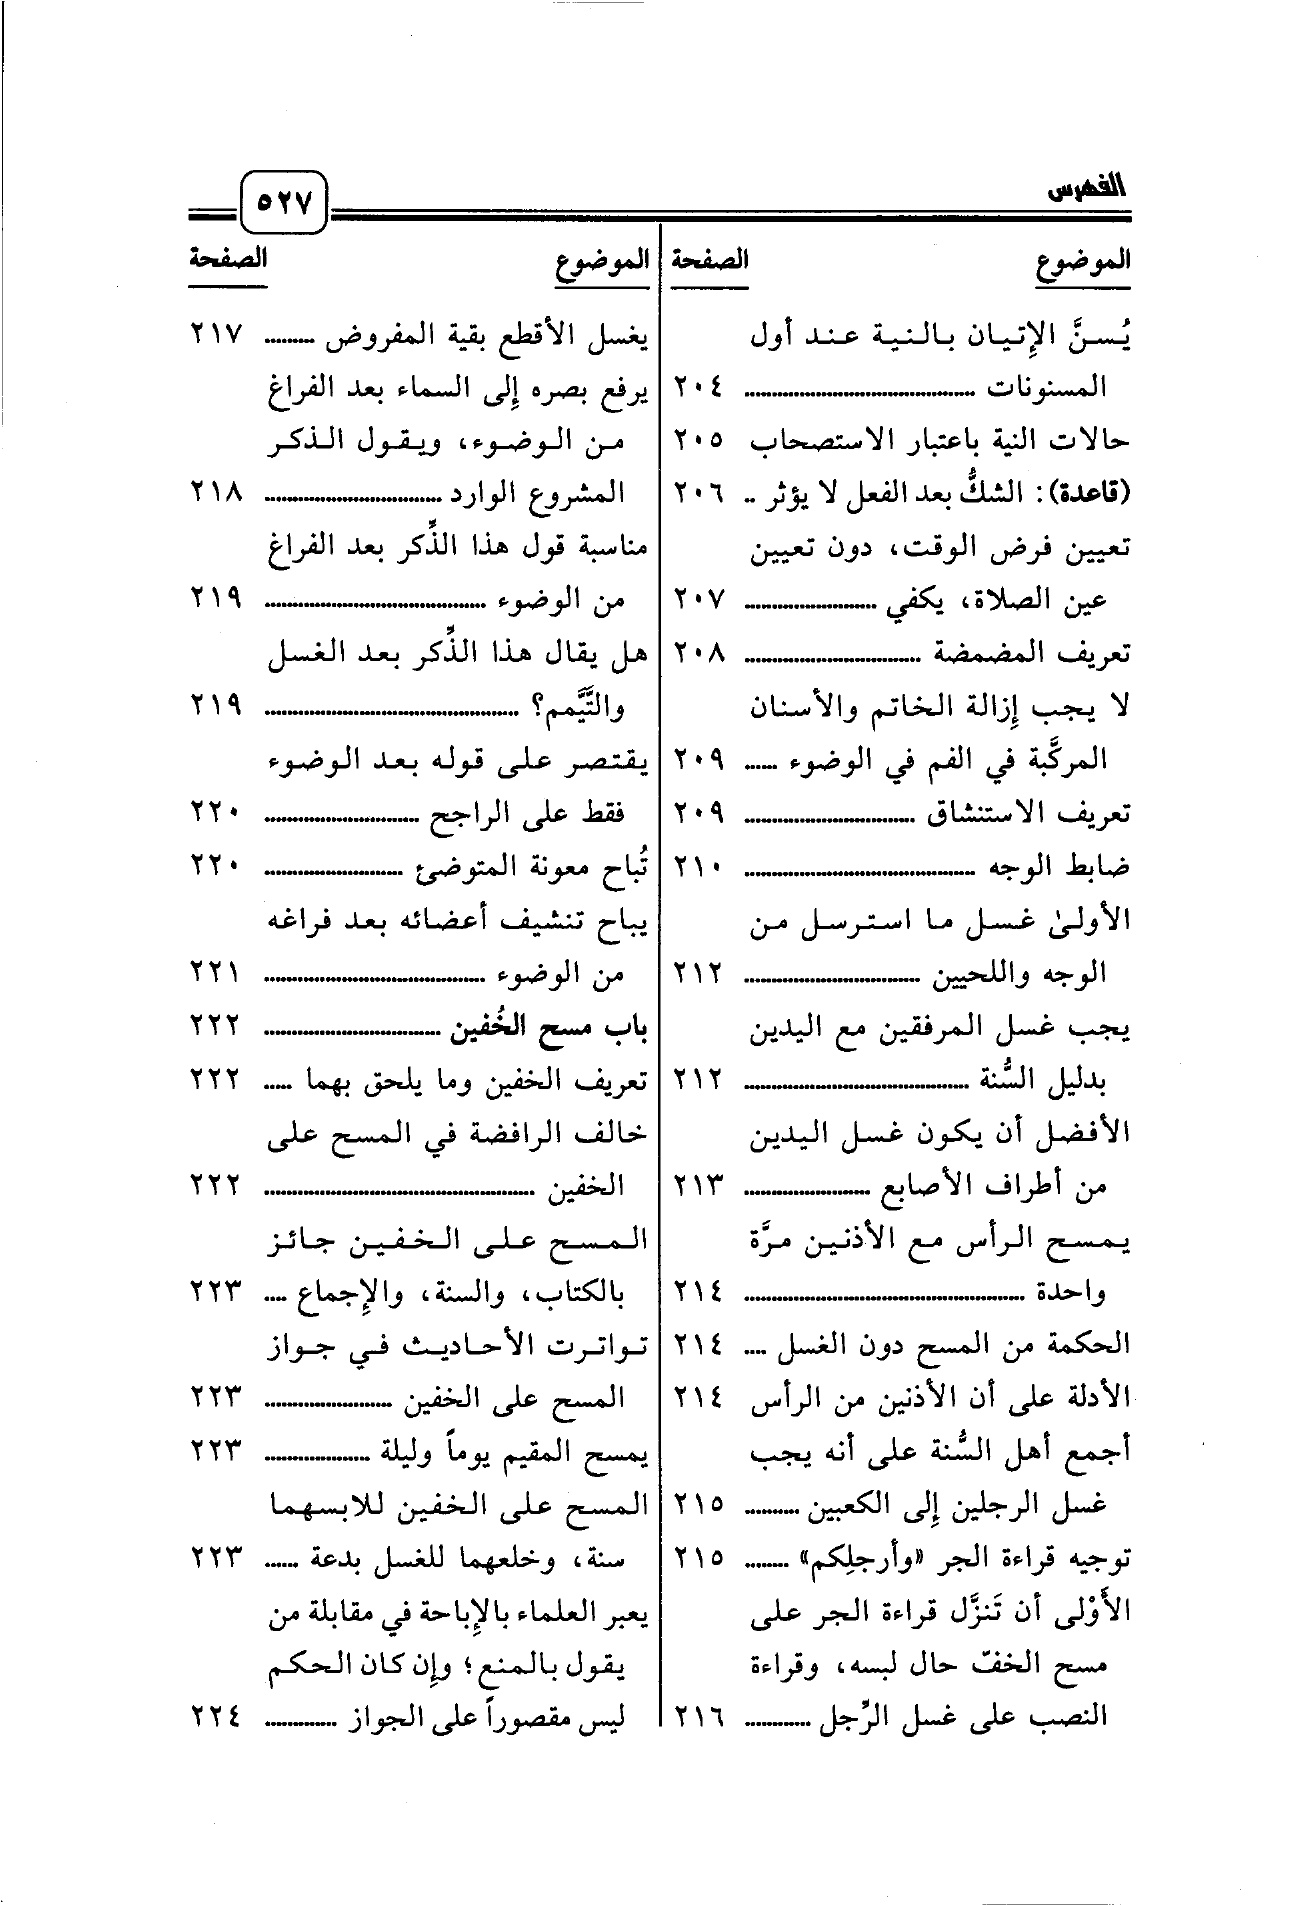 الفهرس
٥٢٧
الموضوع الصفحة
يُسنَّ الإتيان بالنية عند أول
المسنونات ........ ٢٠٤
حالات النية باعتبار الاستصحاب ٢٠٥
(قاعدة): الشكُّ بعد الفعل لا يؤثر .. ٢٠٦
تعيين فرض الوقت، دون تعيين
عين الصلاة، يكفي ........ ٢٠٧
تعريف المضمضة ........ ٢٠٨
لا يجب إزالة الخاتم والأسنان
المركَّبة في الفم في الوضوء ...... ٢٠٩
تعريف الاستنشاق ........ ٢٠٩
ضابط الوجه ........ ٢١٠
الأولىٰ غسل ما استرسل من
الوجه واللحيين ........ ٢١٢
يجب غسل المرفقين مع اليدين
بدليل السُّنة ........ ٢١٢
الأفضل أن يكون غسل اليدين
من أطراف الأصابع ........ ٢١٣
يمسح الرأس مع الأذنين مرَّة
واحدة ........ ٢١٤
الحكمة من المسح دون الغسل .... ٢١٤
الأدلة على أن الأذنين من الرأس ٢١٤
أجمع أهل السُّنة على أنه يجب
غسل الرجلين إلى الكعبين ........ ٢١٥
توجيه قراءة الجر «وأرجلِكم» ........ ٢١٥
الأَوْلى أن تَنزَّل قراءة الجر على
مسح الخفّ حال لبسه، وقراءة
النصب على غسل الرِّجل ........ ٢١٦
الموضوع الصفحة
يغسل الأقطع بقية المفروض ........ ٢١٧
يرفع بصره إلى السماء بعد الفراغ
من الوضوء، ويقول الذكر
المشروع الوارد ........ ٢١٨
مناسبة قول هذا الذِّكر بعد الفراغ
من الوضوء ........ ٢١٩
هل يقال هذا الذِّكر بعد الغسل
والتَّيَّمم؟ ........ ٢١٩
يقتصر على قوله بعد الوضوء
فقط على الراجح ........ ٢٢٠
تُباح معونة المتوضئ ........ ٢٢٠
يباح تنشيف أعضائه بعد فراغه
من الوضوء ........ ٢٢١
باب مسح الخُفين ........ ٢٢٢
تعريف الخفين وما يلحق بهما ..... ٢٢٢
خالف الرافضة في المسح على
الخفين ........ ٢٢٢
المسح على الخفين جائز
بالكتاب، والسنة، والإجماع .... ٢٢٣
تواترت الأحاديث في جواز
المسح على الخفين ........ ٢٢٣
يمسح المقيم يوماً وليلة ........ ٢٢٣
المسح على الخفين للابسهما
سنة، وخلعهما للغسل بدعة ...... ٢٢٣
يعبر العلماء بالإباحة في مقابلة من
يقول بالمنع؛ وإن كان الحكم
ليس مقصوراً على الجواز ........ ٢٢٤